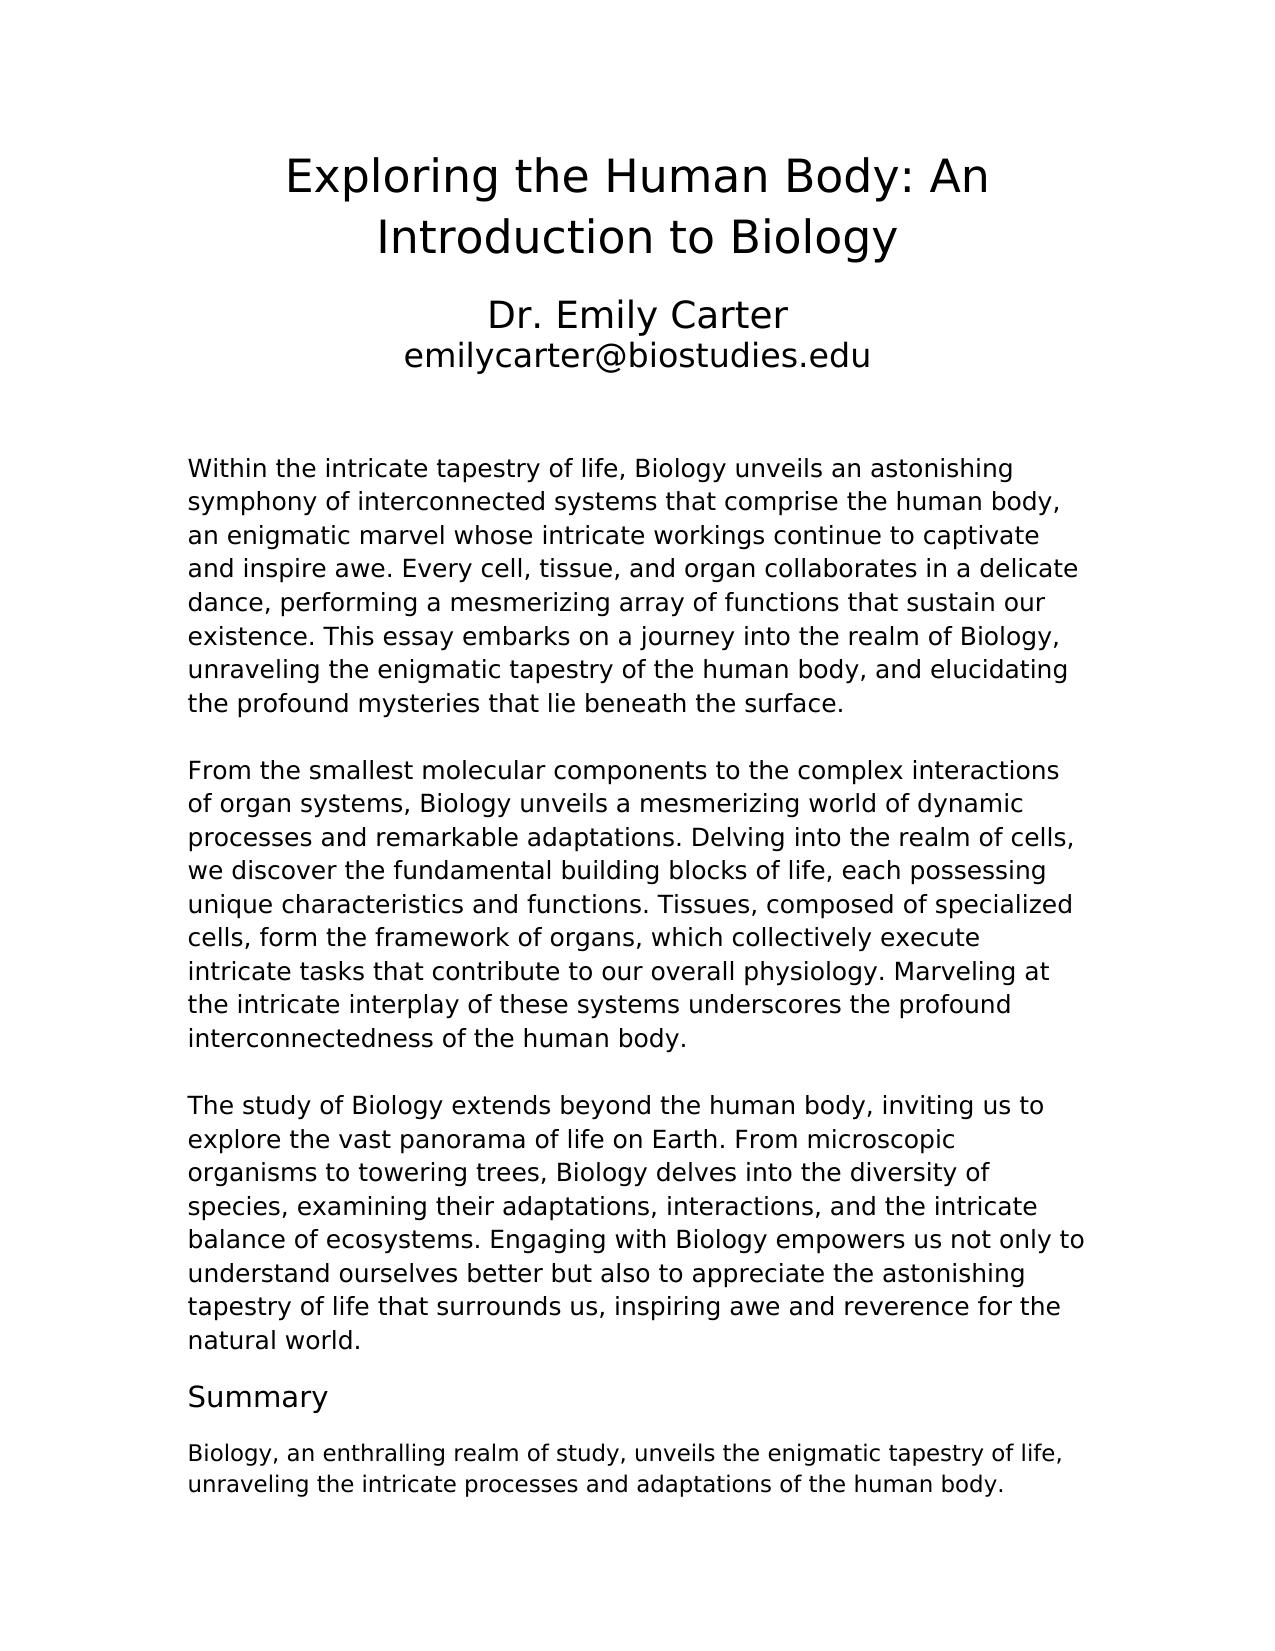 Exploring the Human Body: An
Introduction to Biology
Dr. Emily Carter
emilycarter@biostudies.edu
Within the intricate tapestry of life, Biology unveils an astonishing
symphony of interconnected systems that comprise the human body,
an enigmatic marvel whose intricate workings continue to captivate
and inspire awe. Every cell, tissue, and organ collaborates in a delicate
dance, performing a mesmerizing array of functions that sustain our
existence. This essay embarks on a journey into the realm of Biology,
unraveling the enigmatic tapestry of the human body, and elucidating
the profound mysteries that lie beneath the surface.
From the smallest molecular components to the complex interactions
of organ systems, Biology unveils a mesmerizing world of dynamic
processes and remarkable adaptations. Delving into the realm of cells,
we discover the fundamental building blocks of life, each possessing
unique characteristics and functions. Tissues, composed of specialized
cells, form the framework of organs, which collectively execute
intricate tasks that contribute to our overall physiology. Marveling at
the intricate interplay of these systems underscores the profound
interconnectedness of the human body.
The study of Biology extends beyond the human body, inviting us to
explore the vast panorama of life on Earth. From microscopic
organisms to towering trees, Biology delves into the diversity of
species, examining their adaptations, interactions, and the intricate
balance of ecosystems. Engaging with Biology empowers us not only to
understand ourselves better but also to appreciate the astonishing
tapestry of life that surrounds us, inspiring awe and reverence for the
natural world.
Summary
Biology, an enthralling realm of study, unveils the enigmatic tapestry of life,
unraveling the intricate processes and adaptations of the human body.